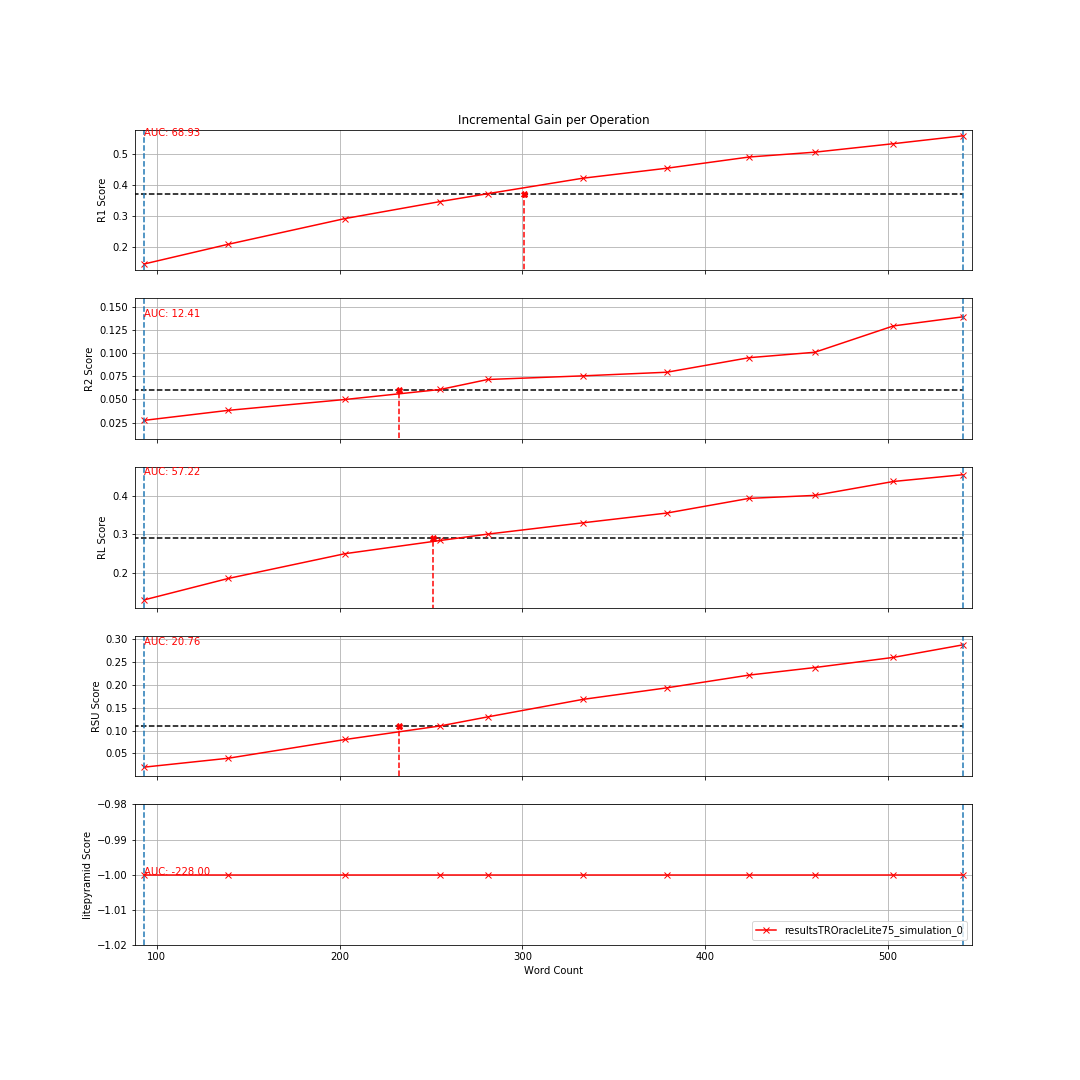 Incremental Gain per Operation
AUC: 68.93
0.5
0.4
0.3
0.2
R1 Score
AUC: 12.41
0.150
0.125
0.100
0.075
0.050
0.025
R2 Score
AUC: 57.22
0.4
0.3
0.2
RL Score
AUC: 20.76
0.30
0.25
0.20
0.15
0.10
0.05
RSU Score
−0.98
−0.99
−1.00
−1.01
−1.02
litepyramid Score
AUC: -228.00
resultsTROracleLite75_simulation_0
100 200 300 400 500
Word Count